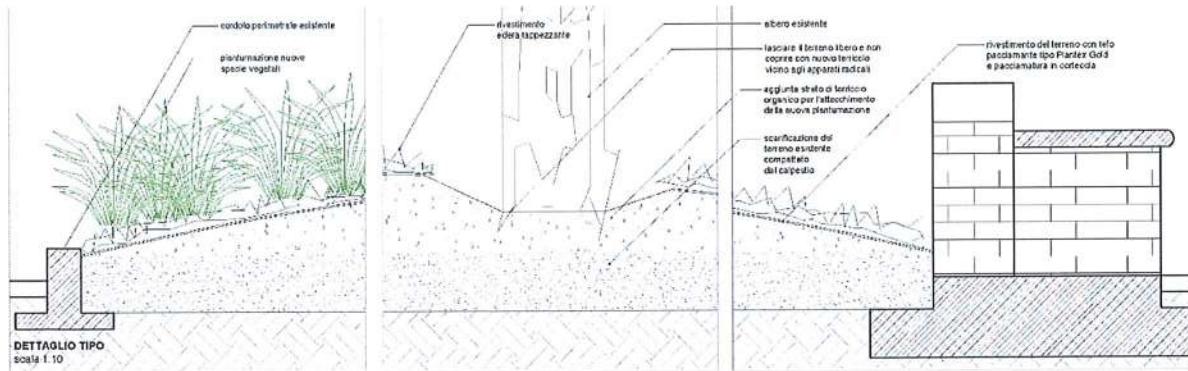 cordolo perimetrale esistente
piantumazione nuove
specie vegetali
rivestimento
edera tappezzante
albero esistente
lasciare il terreno libero e non
coprire con nuovo terriccio
vicino agli apparati radicali
aggiunta strato di terriccio
organico per l'attecchimento
della nuova piantumazione
scarificazione del
terreno esistente
compattato
dal calpestio
rivestimento del terreno con telo
pacciamante tipo Plantex Gold
e pacciamatura in corteccia
DETTAGLIO TIPO
scala 1:10